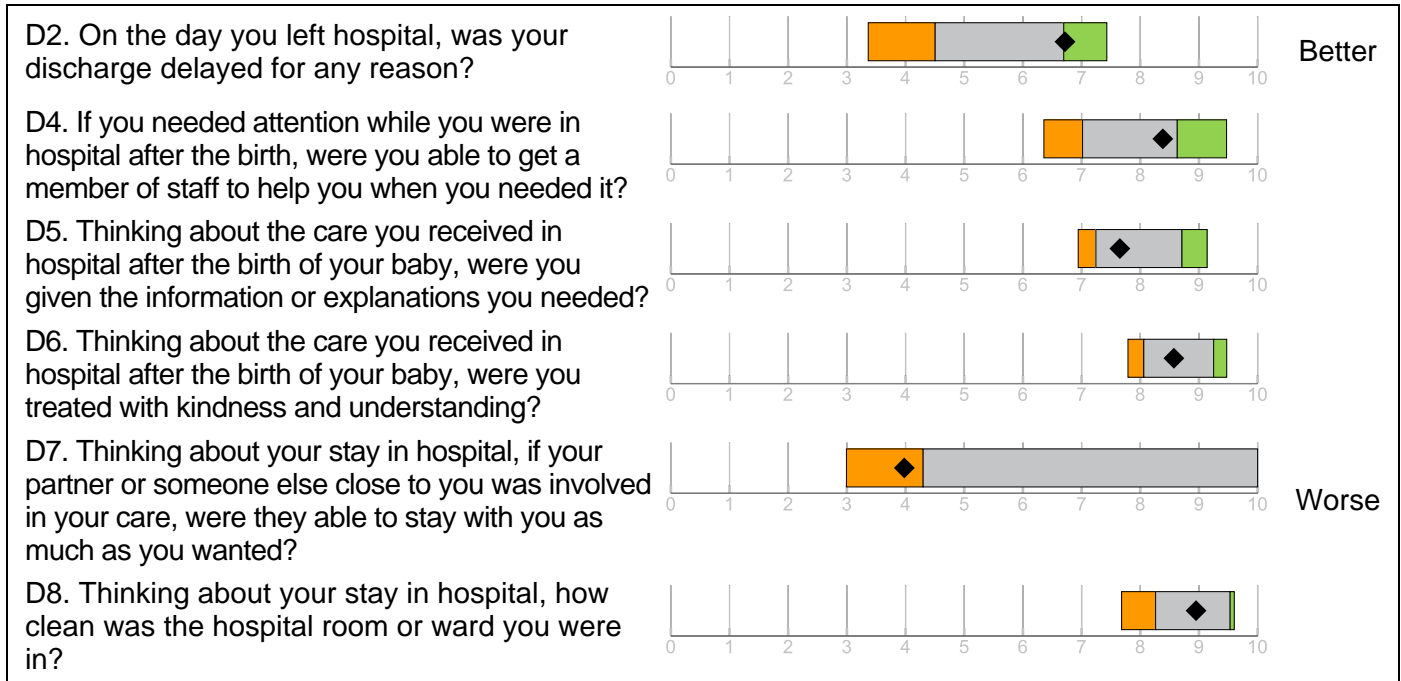 D2. On the day you left hospital, was your
discharge delayed for any reason?
Better
0 1 2 3 4 5 6 7 8 9 10
D4. If you needed attention while you were in
hospital after the birth, were you able to get a
member of staff to help you when you needed it?
0 1 2 3 4 5 6 7 8 9 10
D5. Thinking about the care you received in
hospital after the birth of your baby, were you
given the information or explanations you needed?
0 1 2 3 4 5 6 7 8 9 10
D6. Thinking about the care you received in
hospital after the birth of your baby, were you
treated with kindness and understanding?
0 1 2 3 4 5 6 7 8 9 10
D7. Thinking about your stay in hospital, if your
partner or someone else close to you was involved
in your care, were they able to stay with you as
much as you wanted?
0 1 2 3 4 5 6 7 8 9 10
Worse
D8. Thinking about your stay in hospital, how
clean was the hospital room or ward you were
in?
0 1 2 3 4 5 6 7 8 9 10